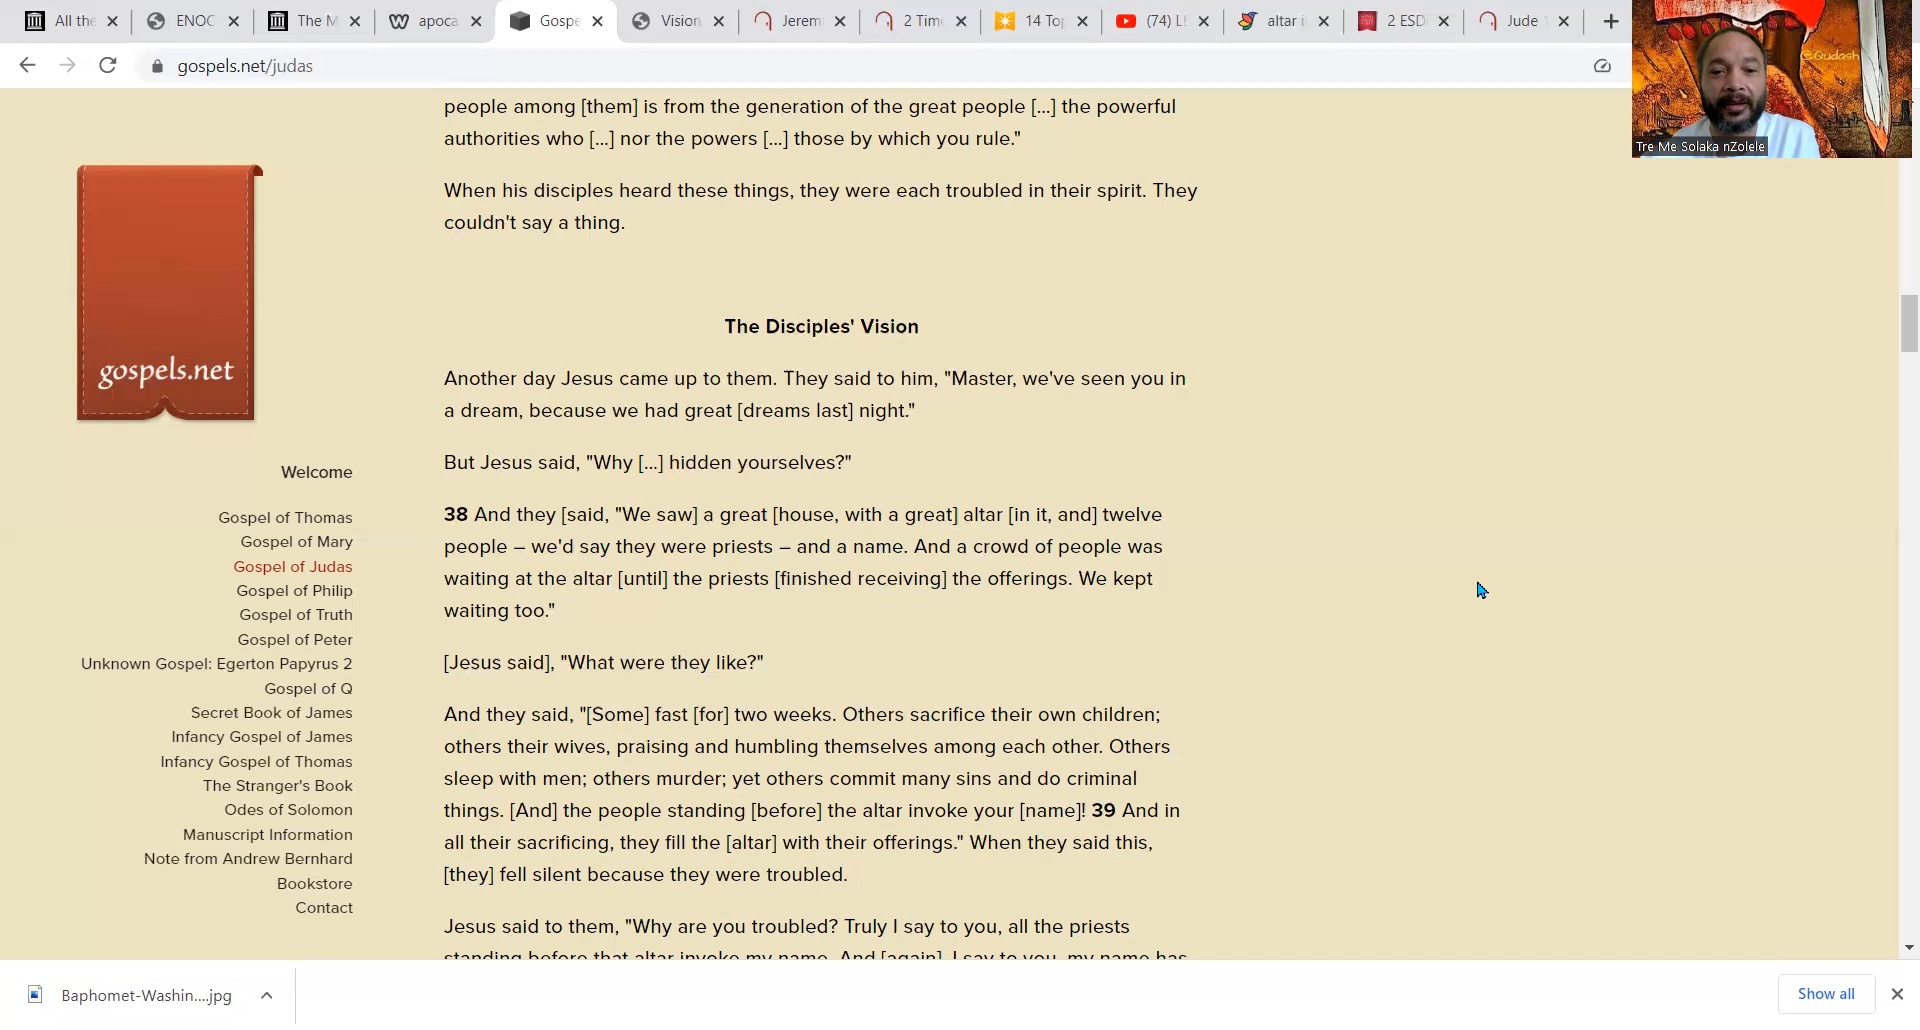 All the
ENOC
The M
apoca
Gospe
Vision
Jerem
2 Tim
14 To
(74) L
altar i
2 ESD
Jude
gospels.net/judas
@Qudash
Tre Me Solaka nZolele
gospels.net
Welcome
Gospel of Thomas
Gospel of Mary
Gospel of Judas
Gospel of Philip
Gospel of Truth
Gospel of Peter
Unknown Gospel: Egerton Papyrus 2
Gospel of Q
Secret Book of James
Infancy Gospel of James
Infancy Gospel of Thomas
The Stranger's Book
Odes of Solomon
Manuscript Information
Note from Andrew Bernhard
Bookstore
Contact
people among [them] is from the generation of the great people [...] the powerful
authorities who [...] nor the powers [...] those by which you rule."
When his disciples heard these things, they were each troubled in their spirit. They
couldn't say a thing.
The Disciples' Vision
Another day Jesus came up to them. They said to him, "Master, we've seen you in
a dream, because we had great [dreams last] night."
But Jesus said, "Why [...] hidden yourselves?"
38 And they [said, "We saw] a great [house, with a great] altar [in it, and] twelve
people – we'd say they were priests – and a name. And a crowd of people was
waiting at the altar [until] the priests [finished receiving] the offerings. We kept
waiting too."
[Jesus said], "What were they like?"
And they said, "[Some] fast [for] two weeks. Others sacrifice their own children;
others their wives, praising and humbling themselves among each other. Others
sleep with men; others murder; yet others commit many sins and do criminal
things. [And] the people standing [before] the altar invoke your [name]! 39 And in
all their sacrificing, they fill the [altar] with their offerings." When they said this,
[they] fell silent because they were troubled.
Jesus said to them, "Why are you troubled? Truly I say to you, all the priests
standing before that altar invoke my name. And [again], I say to you, my name has
Baphomet-Washin....jpg
Show all